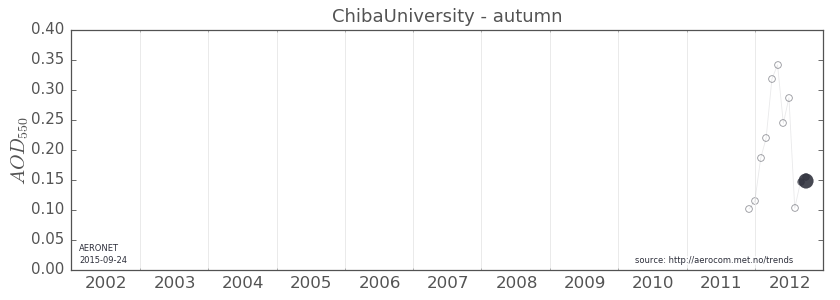 ChibaUniversity - autumn
0.40
0.35
0.30
0.25
0.20
0.15
0.10
0.05
0.00
AOD550
AERONET
2015-09-24
source: http://aerocom.met.no/trends
2002 2003 2004 2005 2006 2007 2008 2009 2010 2011 2012